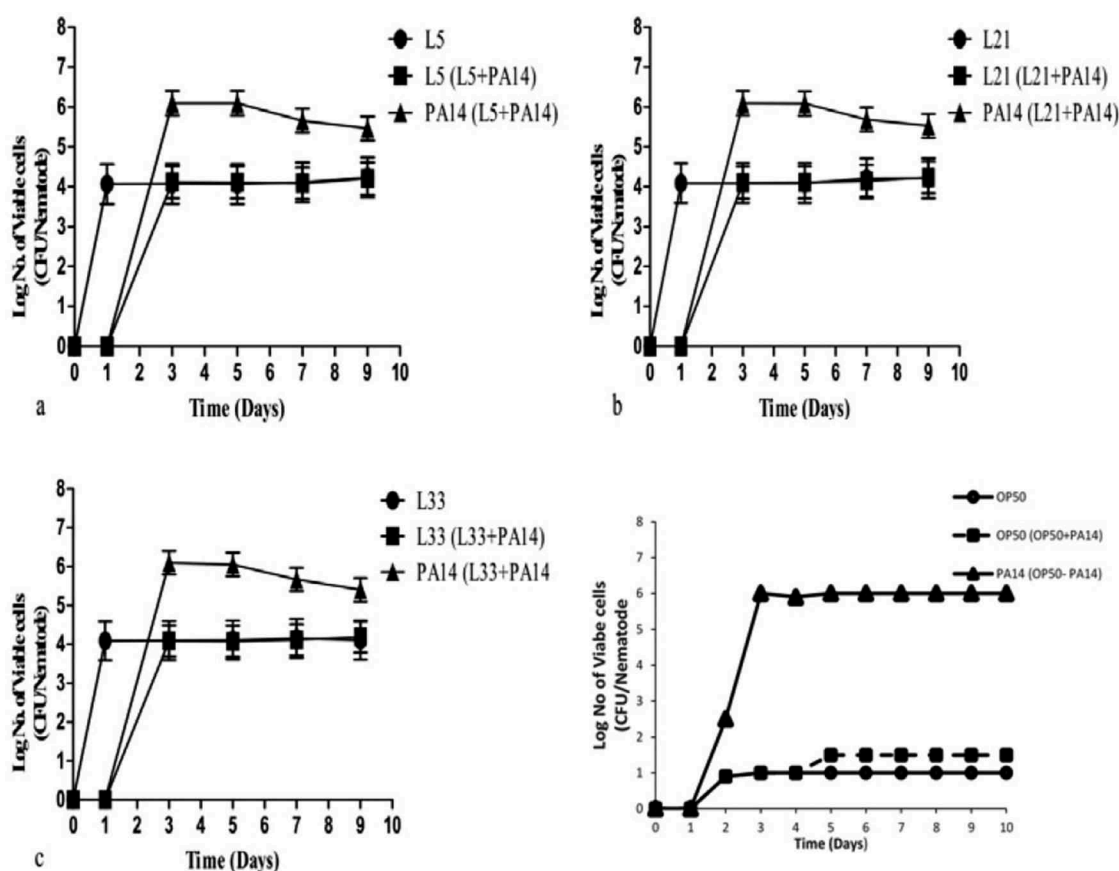 8
7
6
5
4
3
2
1
0
Log No. of Viable cells
(CFU/Nematode)
0 1 2 3 4 5 6 7 8 9 10
Time (Days)
L5
L5 (L5+PA14)
PA14 (L5+PA14)
a
8
7
6
5
4
3
2
1
0
Log No. of Viable cells
(CFU/Nematode)
0 1 2 3 4 5 6 7 8 9 10
Time (Days)
L21
L21 (L21+PA14)
PA14 (L21+PA14)
b
8
7
6
5
4
3
2
1
0
Log No. of Viable cells
(CFU/Nematode)
0 1 2 3 4 5 6 7 8 9 10
Time (Days)
L33
L33 (L33+PA14)
PA14 (L33+PA14
c
8
7
6
5
4
3
2
1
0
Log No of Viabe cells
(CFU/Nematode
0 1 2 3 4 5 6 7 8 9 10
Time (Days)
OP50
OP50 (OP50+PA14)
PA14 (OP50- PA14)